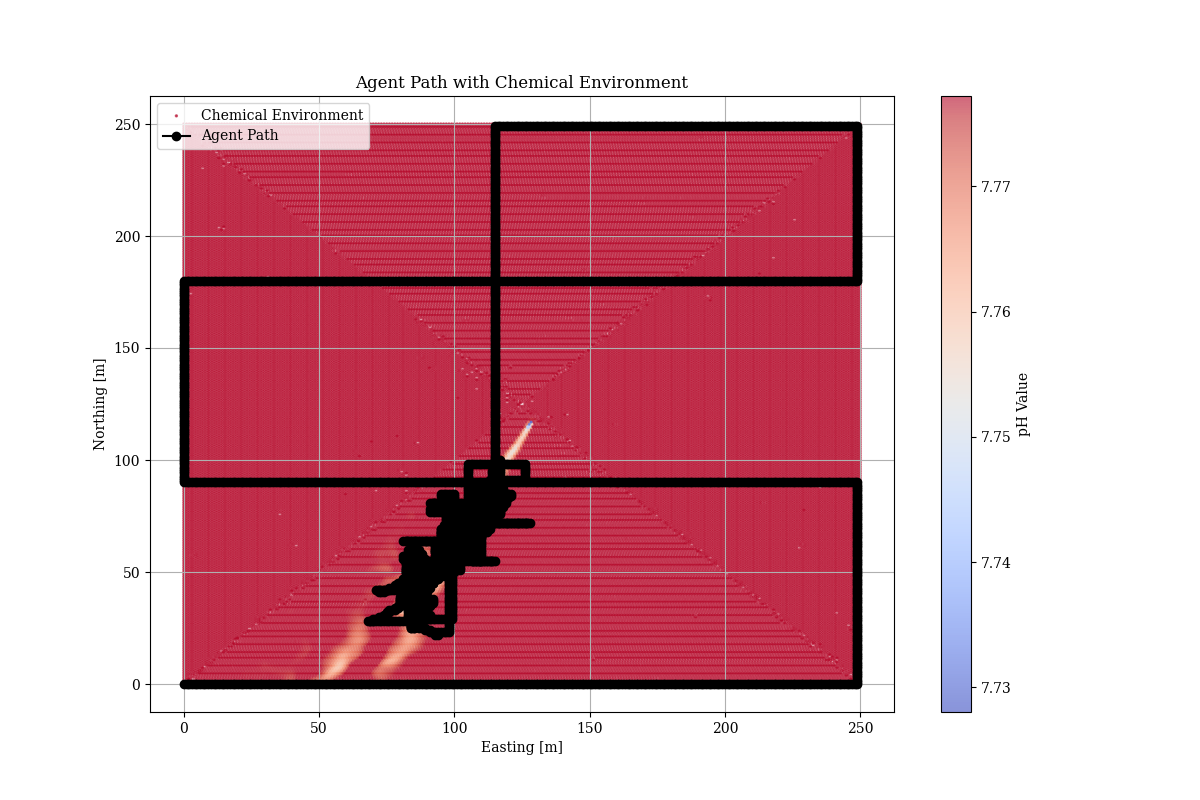 Agent Path with Chemical Environment
Chemical Environment
Agent Path
250
200
150
100
50
0
Northing [m]
0
50
100
150
200
250
Easting [m]
7.77
7.76
7.75
7.74
7.73
pH Value